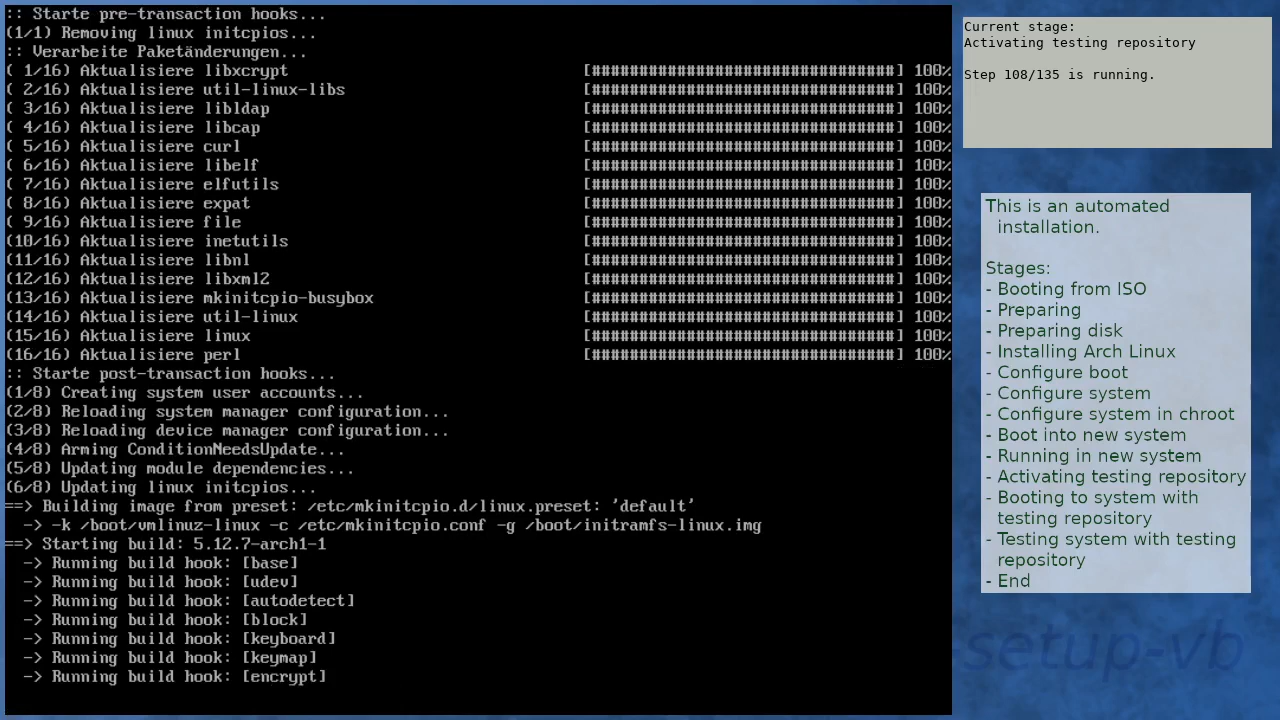 :: Starte pre-transaction hooks...
(1/1) Removing linux initcpios...
:: Verarbeite Paketänderungen...
( 1/16) Aktualisiere libxcrypt [################################] 100%
( 2/16) Aktualisiere util-linux-libs [################################] 100%
( 3/16) Aktualisiere libldap [################################] 100%
( 4/16) Aktualisiere libcap [################################] 100%
( 5/16) Aktualisiere curl [################################] 100%
( 6/16) Aktualisiere libelf [################################] 100%
( 7/16) Aktualisiere elfutils [################################] 100%
( 8/16) Aktualisiere expat [################################] 100%
( 9/16) Aktualisiere file [################################] 100%
(10/16) Aktualisiere inetutils [################################] 100%
(11/16) Aktualisiere libnl [################################] 100%
(12/16) Aktualisiere libxml2 [################################] 100%
(13/16) Aktualisiere mkinitcpio-busybox [################################] 100%
(14/16) Aktualisiere util-linux [################################] 100%
(15/16) Aktualisiere linux [################################] 100%
(16/16) Aktualisiere perl [################################] 100%
:: Starte post-transaction hooks...
(1/8) Creating system user accounts...
(2/8) Reloading system manager configuration...
(3/8) Reloading device manager configuration...
(4/8) Arming ConditionNeedsUpdate...
(5/8) Updating module dependencies...
(6/8) Updating linux initcpios...
==> Building image from preset: /etc/mkinitcpio.d/linux.preset: 'default'
-> -k /boot/vmlinuz-linux -c /etc/mkinitcpio.conf -g /boot/initramfs-linux.img
==> Starting build: 5.12.7-arch1-1
-> Running build hook: [base]
-> Running build hook: [udev]
-> Running build hook: [autodetect]
-> Running build hook: [block]
-> Running build hook: [keyboard]
-> Running build hook: [keymap]
-> Running build hook: [encrypt]
Current stage:
Activating testing repository
Step 108/135 is running.
This is an automated
installation.
Stages:
- Booting from ISO
- Preparing
- Preparing disk
- Installing Arch Linux
- Configure boot
- Configure system
- Configure system in chroot
- Boot into new system
- Running in new system
- Activating testing repository
- Booting to system with
testing repository
- Testing system with testing
repository
- End
-setup-vb